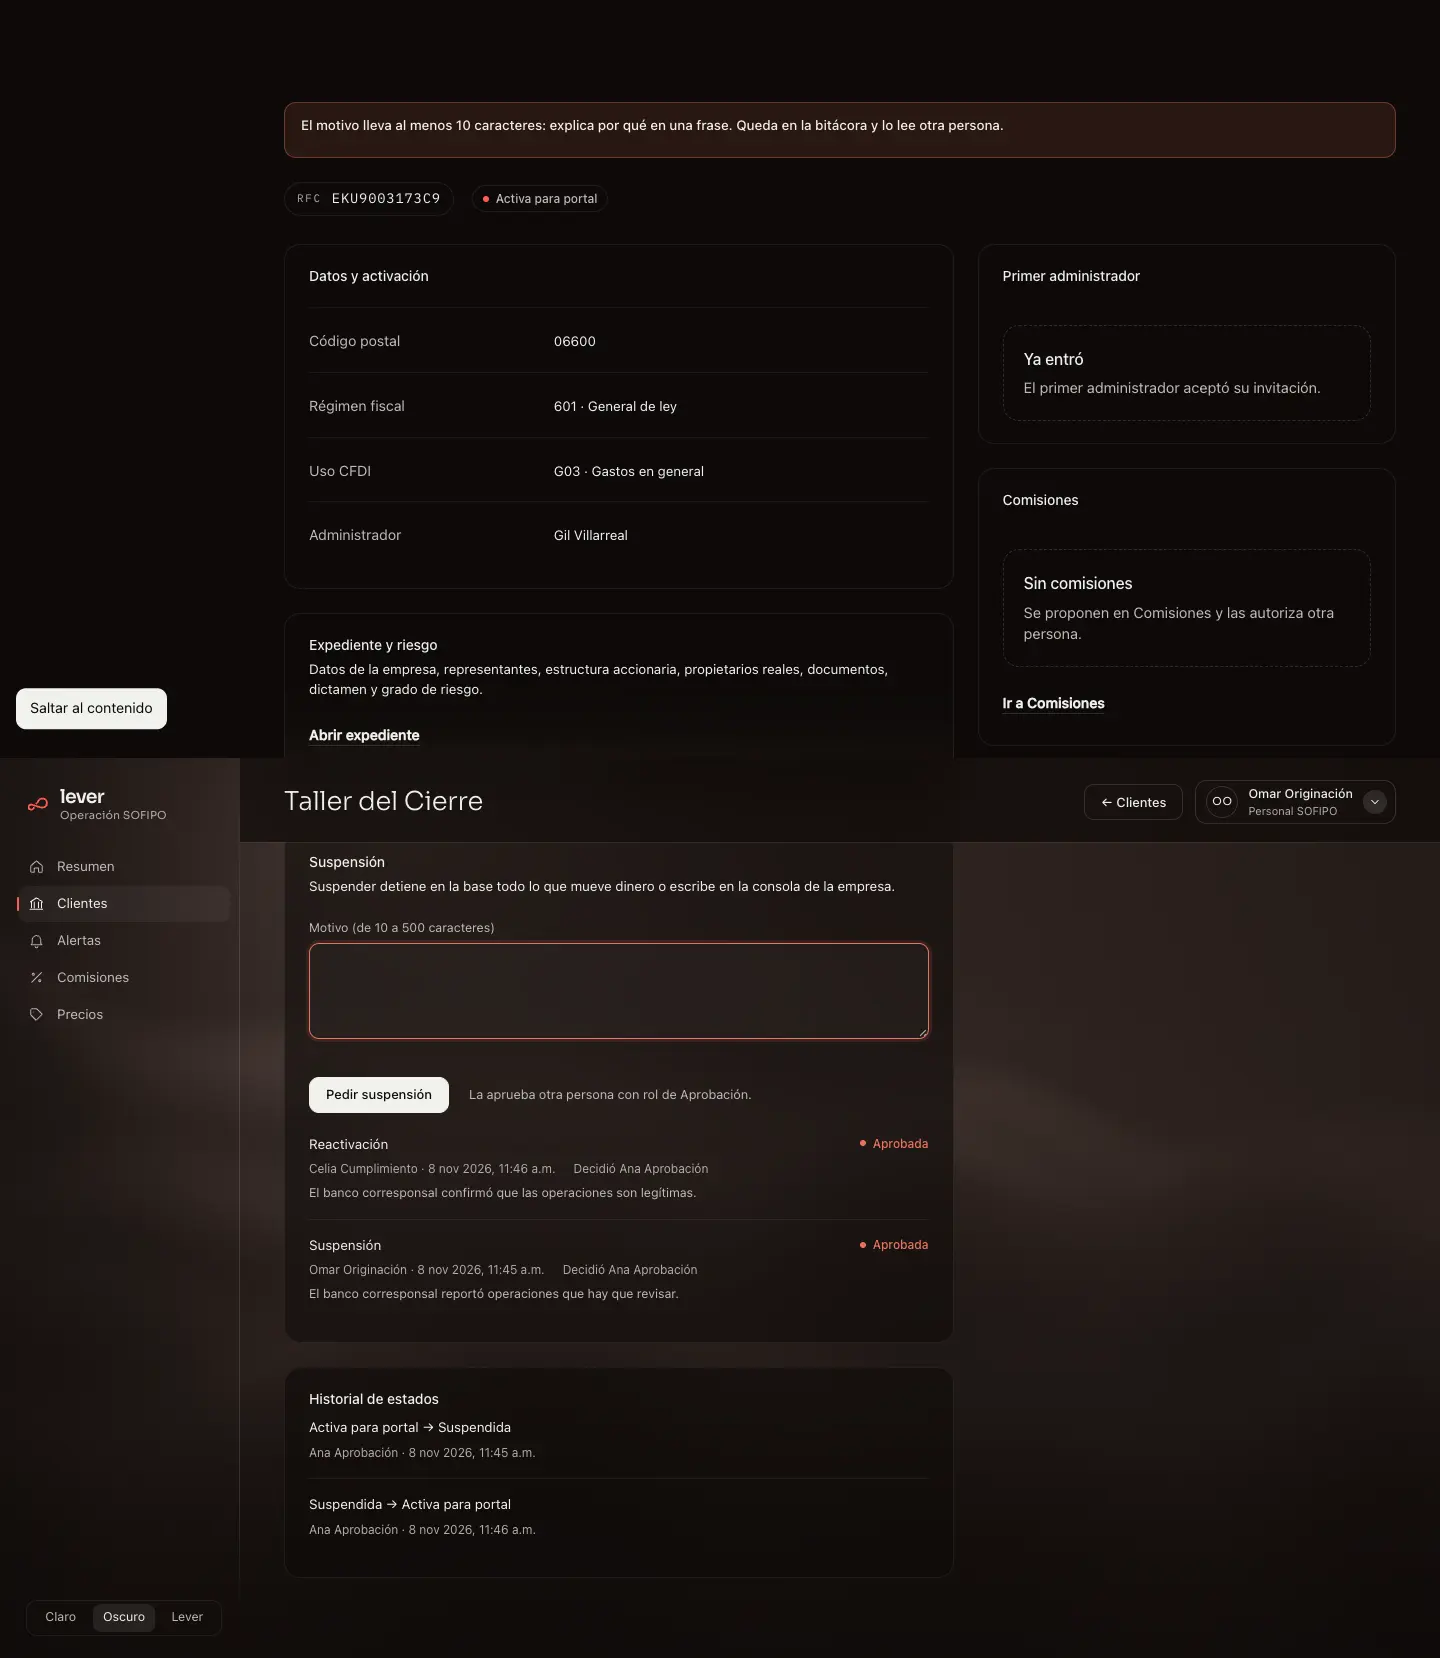 El motivo lleva al menos 10 caracteres: explica por qué en una frase. Queda en la bitácora y lo lee otra persona.
RFC EKU9003173C9
Activa para portal
Datos y activación
Código postal 06600
Régimen fiscal 601 · General de ley
Uso CFDI G03 · Gastos en general
Administrador Gil Villarreal
Primer administrador
Ya entró
El primer administrador aceptó su invitación.
Comisiones
Sin comisiones
Se proponen en Comisiones y las autoriza otra
persona.
Ir a Comisiones
Expediente y riesgo
Datos de la empresa, representantes, estructura accionaria, propietarios reales, documentos,
dictamen y grado de riesgo.
Abrir expediente
Saltar al contenido
lever
Operación SOFIPO
Resumen
Clientes
Alertas
Comisiones
Precios
Taller del Cierre
← Clientes
OO
Omar Originación
Personal SOFIPO
Suspensión
Suspender detiene en la base todo lo que mueve dinero o escribe en la consola de la empresa.
Motivo (de 10 a 500 caracteres)
Pedir suspensión
La aprueba otra persona con rol de Aprobación.
Reactivación
Aprobada
Celia Cumplimiento · 8 nov 2026, 11:46 a.m. Decidió Ana Aprobación
El banco corresponsal confirmó que las operaciones son legítimas.
Suspensión
Aprobada
Omar Originación · 8 nov 2026, 11:45 a.m. Decidió Ana Aprobación
El banco corresponsal reportó operaciones que hay que revisar.
Historial de estados
Activa para portal → Suspendida
Ana Aprobación · 8 nov 2026, 11:45 a.m.
Suspendida → Activa para portal
Ana Aprobación · 8 nov 2026, 11:46 a.m.
Claro
Oscuro
Lever